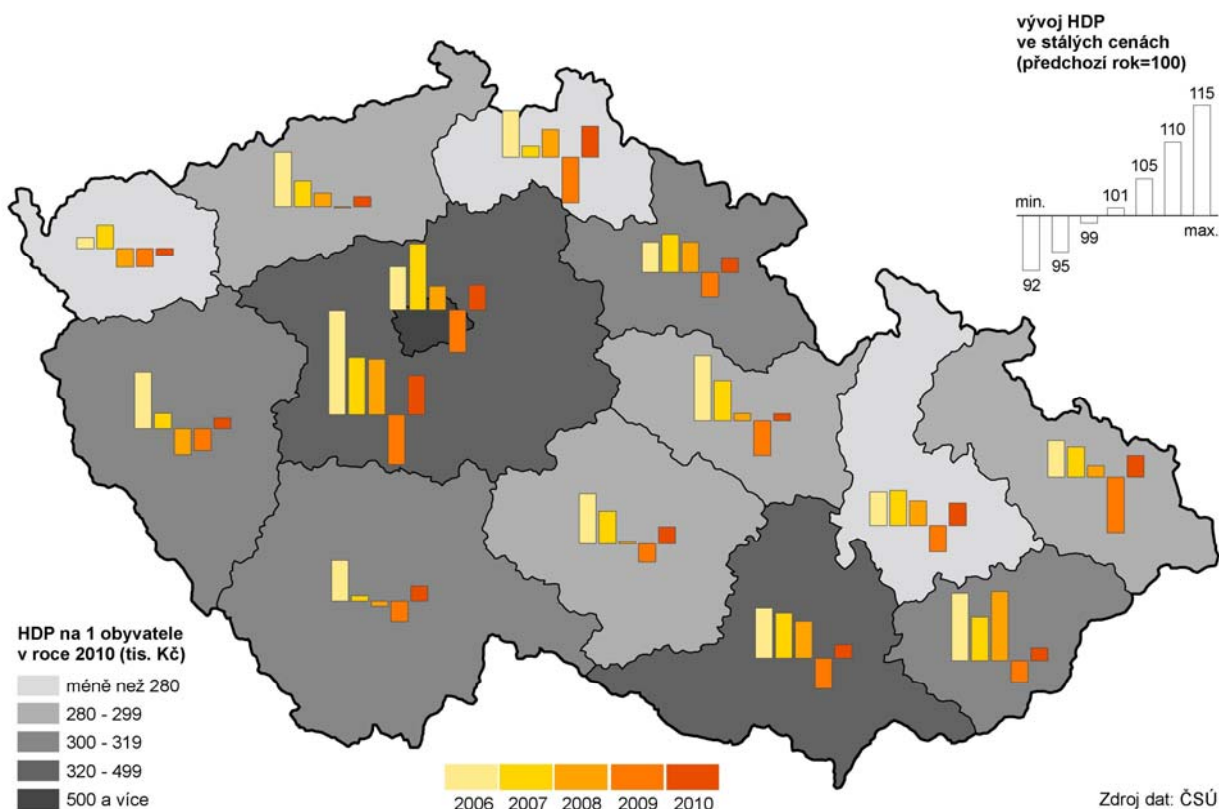 vývoj HDP
ve stálých cenách
(předchozí rok=100)
115
110
105
101
min.
max.
99
95
92
HDP na 1 obyvatele
v roce 2010 (tis. Kč)
méně než 280
280 - 299
300 - 319
320 - 499
500 a více
2006 2007 2008 2009 2010
Zdroj dat: ČSÚ